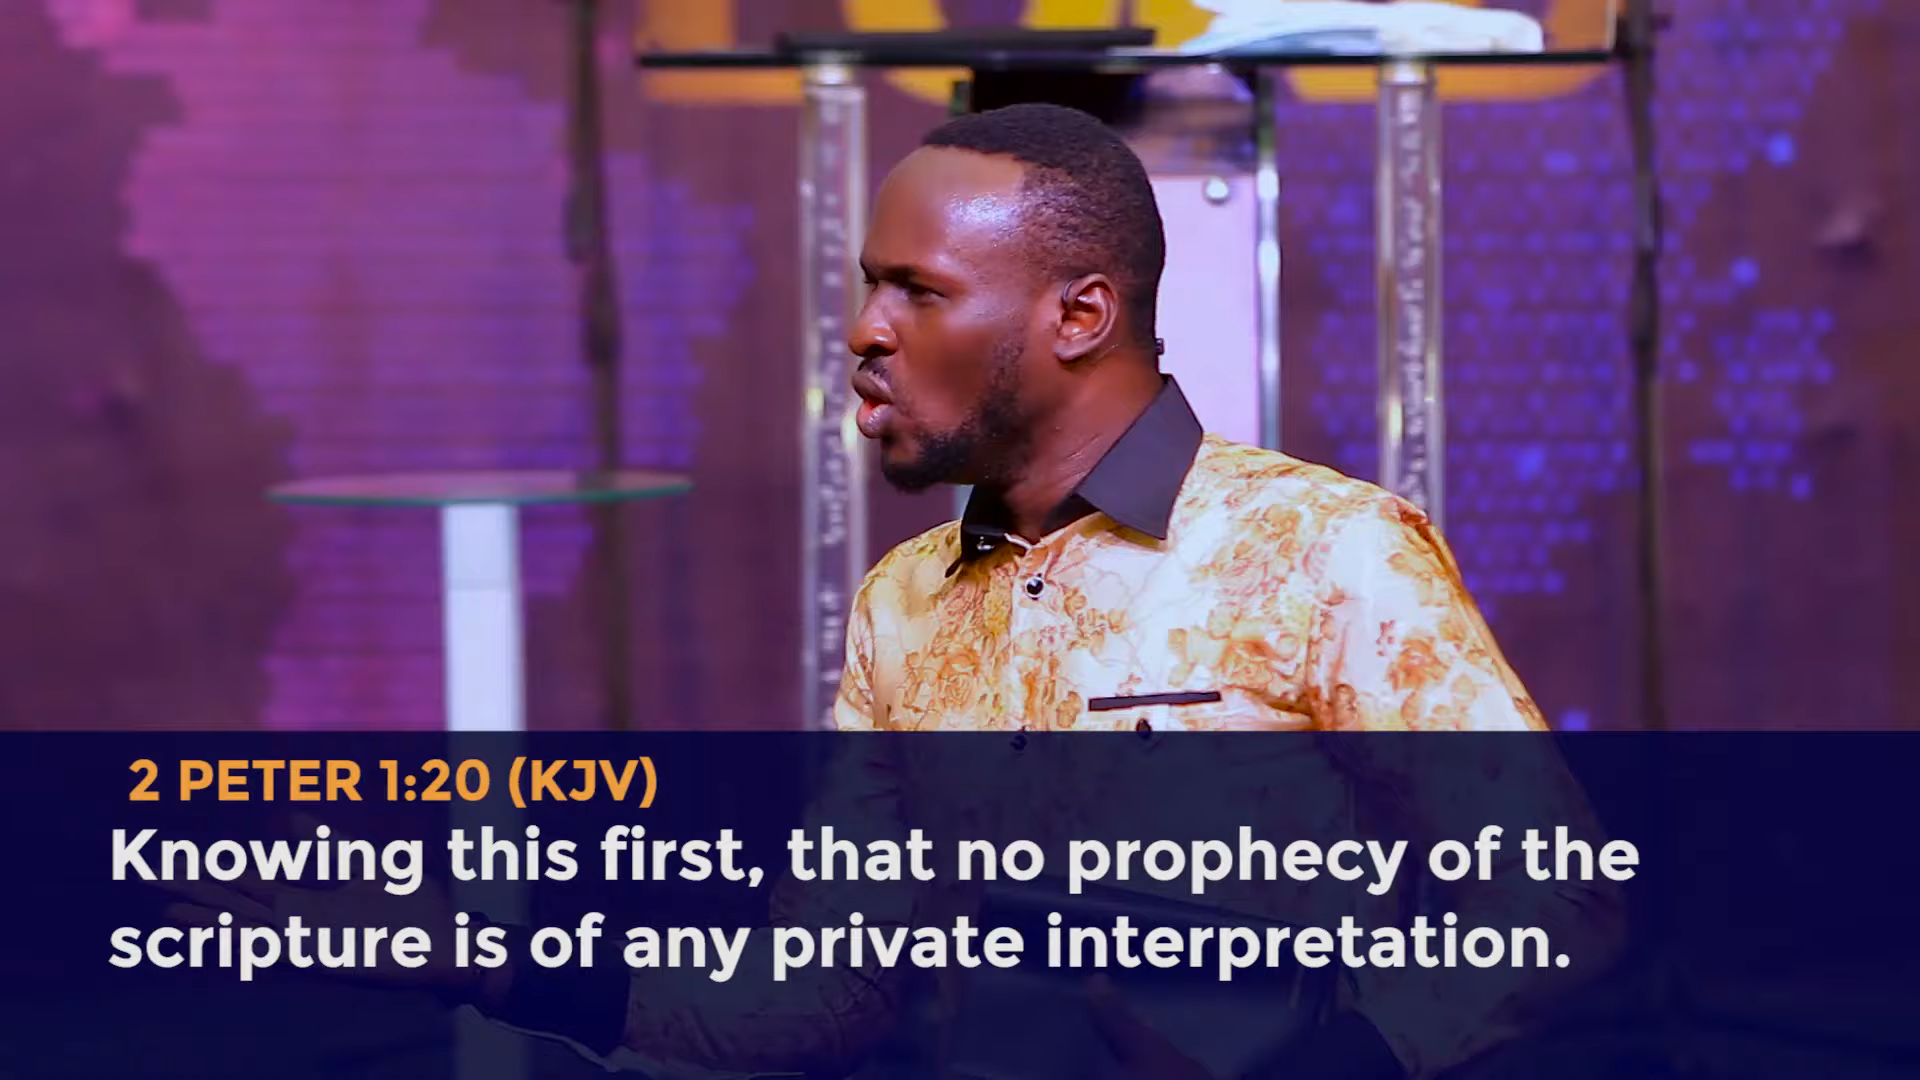 2 PETER 1:20 (KJV)
Knowing this first, that no prophecy of the
scripture is of any private interpretation.